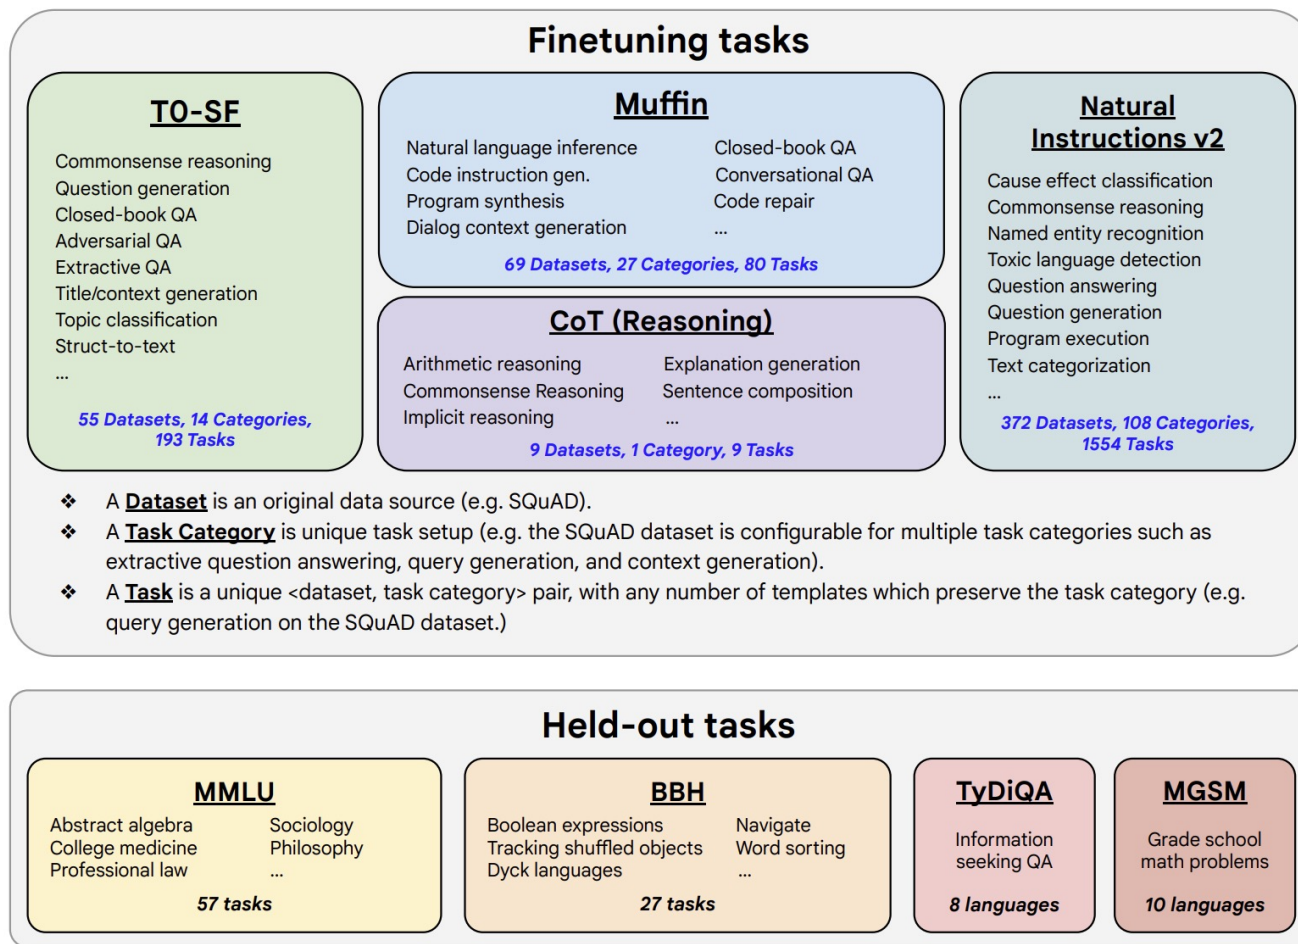 Finetuning tasks
T0-SF
Commonsense reasoning
Question generation
Closed-book QA
Adversarial QA
Extractive QA
Title/context generation
Topic classification
Struct-to-text
...
55 Datasets, 14 Categories,
193 Tasks
Muffin
Natural language inference
Code instruction gen.
Program synthesis
Dialog context generation
Closed-book QA
Conversational QA
Code repair
...
69 Datasets, 27 Categories, 80 Tasks
CoT (Reasoning)
Arithmetic reasoning
Commonsense Reasoning
Implicit reasoning
Explanation generation
Sentence composition
...
9 Datasets, 1 Category, 9 Tasks
Natural
Instructions v2
Cause effect classification
Commonsense reasoning
Named entity recognition
Toxic language detection
Question answering
Question generation
Program execution
Text categorization
...
372 Datasets, 108 Categories,
1554 Tasks
❖ A Dataset is an original data source (e.g. SQuAD).
❖ A Task Category is unique task setup (e.g. the SQuAD dataset is configurable for multiple task categories such as
extractive question answering, query generation, and context generation).
❖ A Task is a unique <dataset, task category> pair, with any number of templates which preserve the task category (e.g.
query generation on the SQuAD dataset.)
Held-out tasks
MMLU
Abstract algebra
College medicine
Professional law
Sociology
Philosophy
...
57 tasks
BBH
Boolean expressions
Tracking shuffled objects
Dyck languages
Navigate
Word sorting
...
27 tasks
TyDiQA
Information
seeking QA
8 languages
MGSM
Grade school
math problems
10 languages